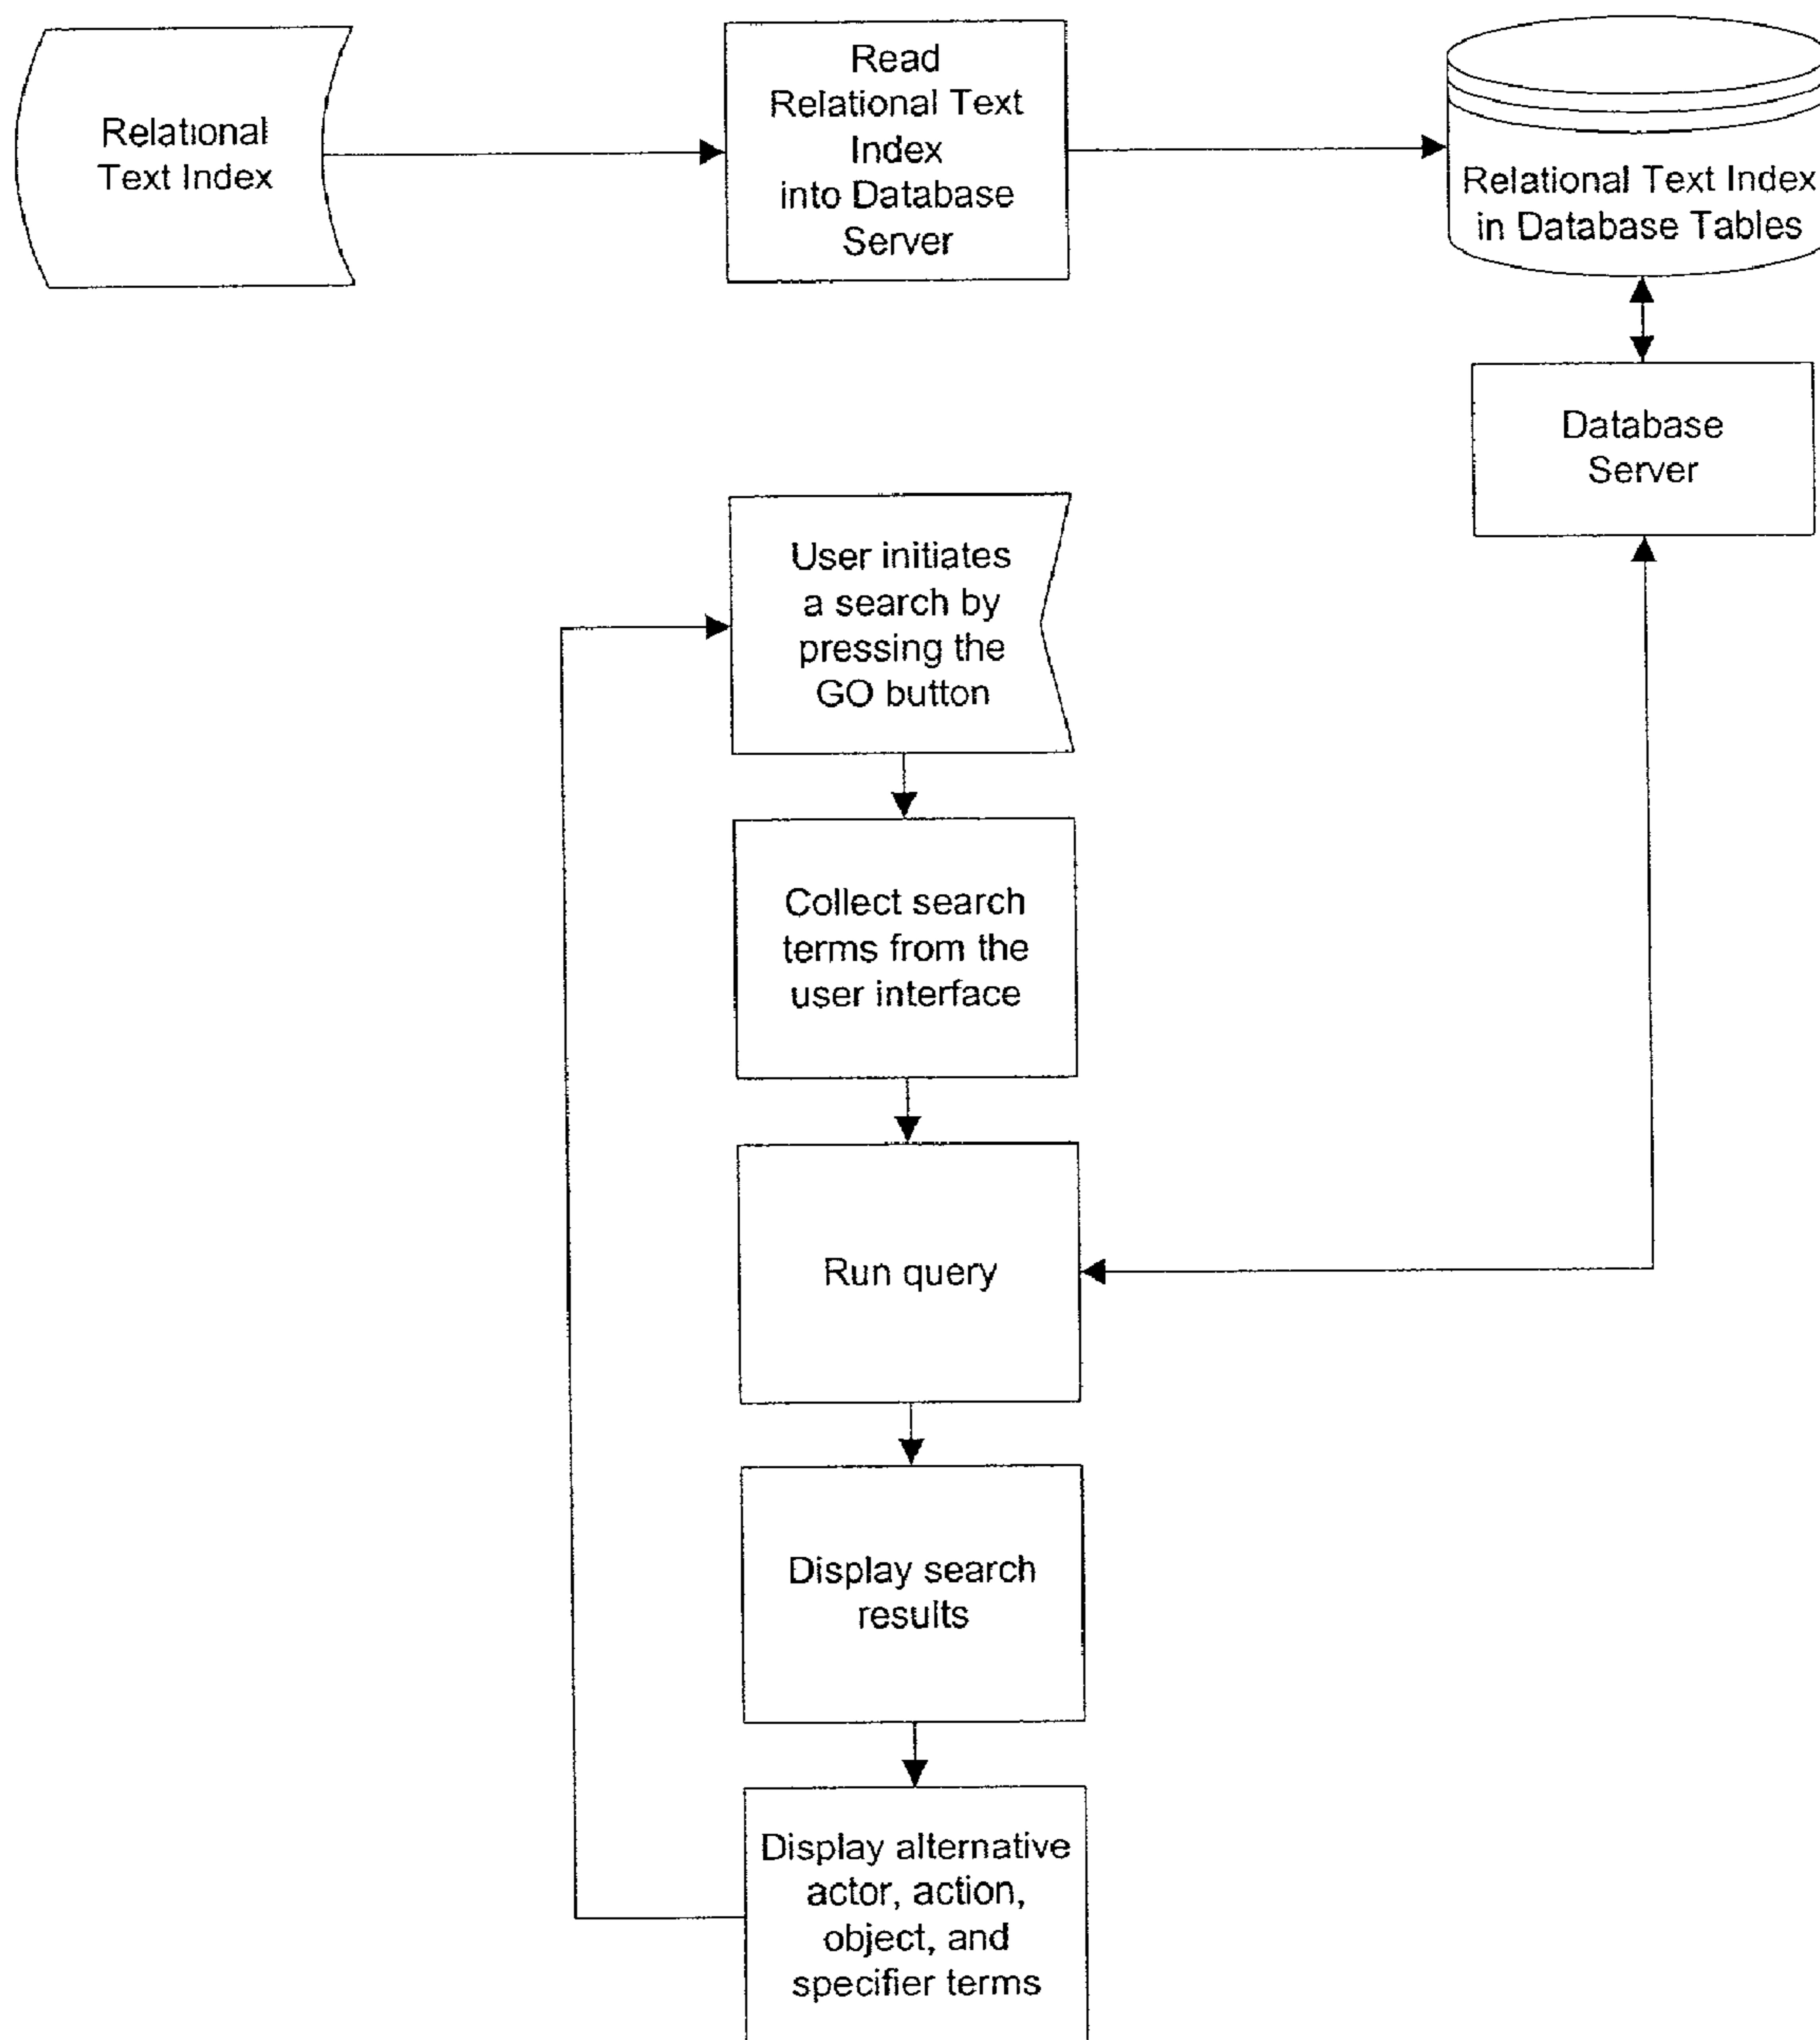 Relational
Text Index
Read
Relational Text
Index
into Database
Server
Relational Text Index
in Database Tables
Database
Server
User initiates
a search by
pressing the
GO button
Collect search
terms from the
user interface
Run query
Display search
results
Display alternative
actor, action,
object, and
specifier terms